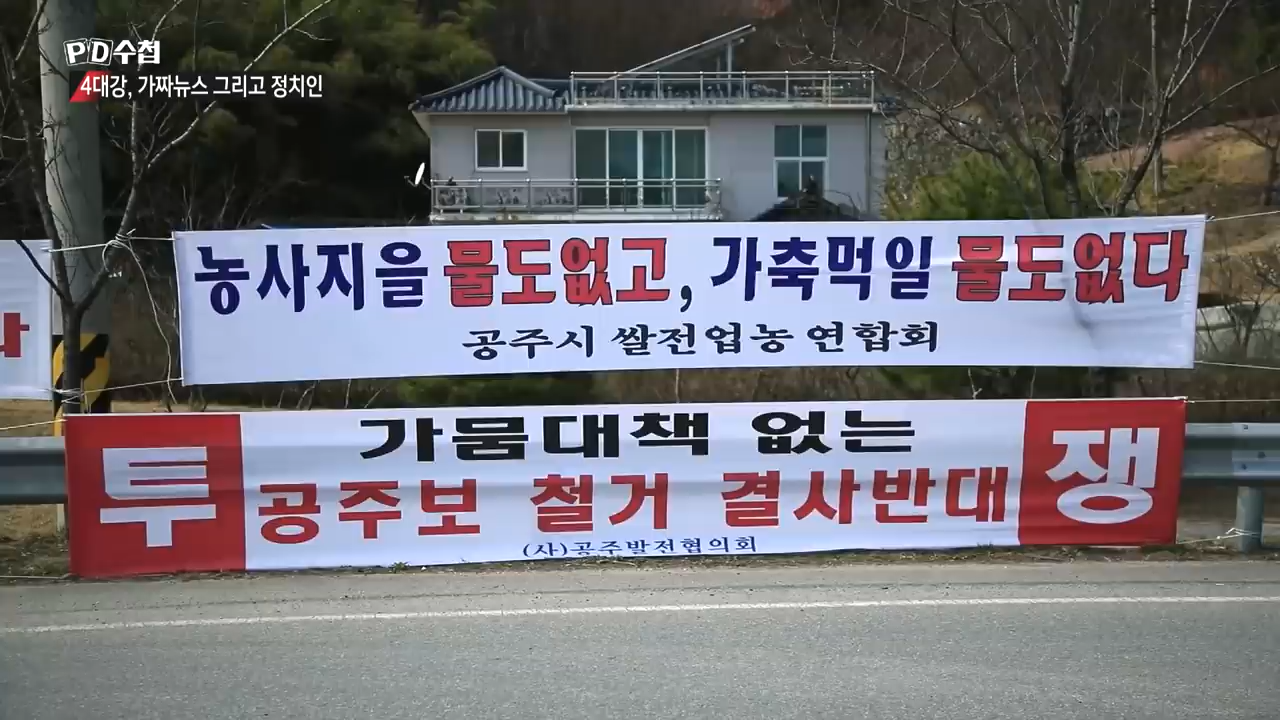 PD수첩
4대강, 가짜뉴스 그리고 정치인
농사지을 물도없고, 가축먹일 물도없다
공주시 쌀전업농 연합회
가뭄대책 없는
투 공주보 철거 결사반대 쟁
(사)공주발전협의회